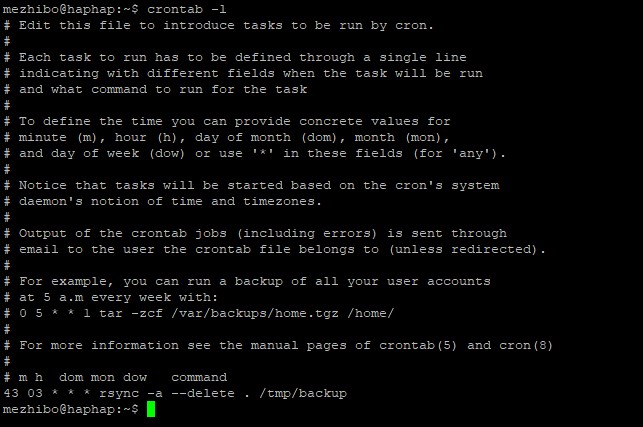 mezhibo@haphap:~$ crontab -l
# Edit this file to introduce tasks to be run by cron.
#
# Each task to run has to be defined through a single line
# indicating with different fields when the task will be run
# and what command to run for the task
#
# To define the time you can provide concrete values for
# minute (m), hour (h), day of month (dom), month (mon),
# and day of week (dow) or use '*' in these fields (for 'any').
#
# Notice that tasks will be started based on the cron's system
# daemon's notion of time and timezones.
#
# Output of the crontab jobs (including errors) is sent through
# email to the user the crontab file belongs to (unless redirected).
#
# For example, you can run a backup of all your user accounts
# at 5 a.m every week with:
# 0 5 * * 1 tar -zcf /var/backups/home.tgz /home/
#
# For more information see the manual pages of crontab(5) and cron(8)
#
# m h  dom mon dow   command
43 03 * * * rsync -a --delete . /tmp/backup
mezhibo@haphap:~$